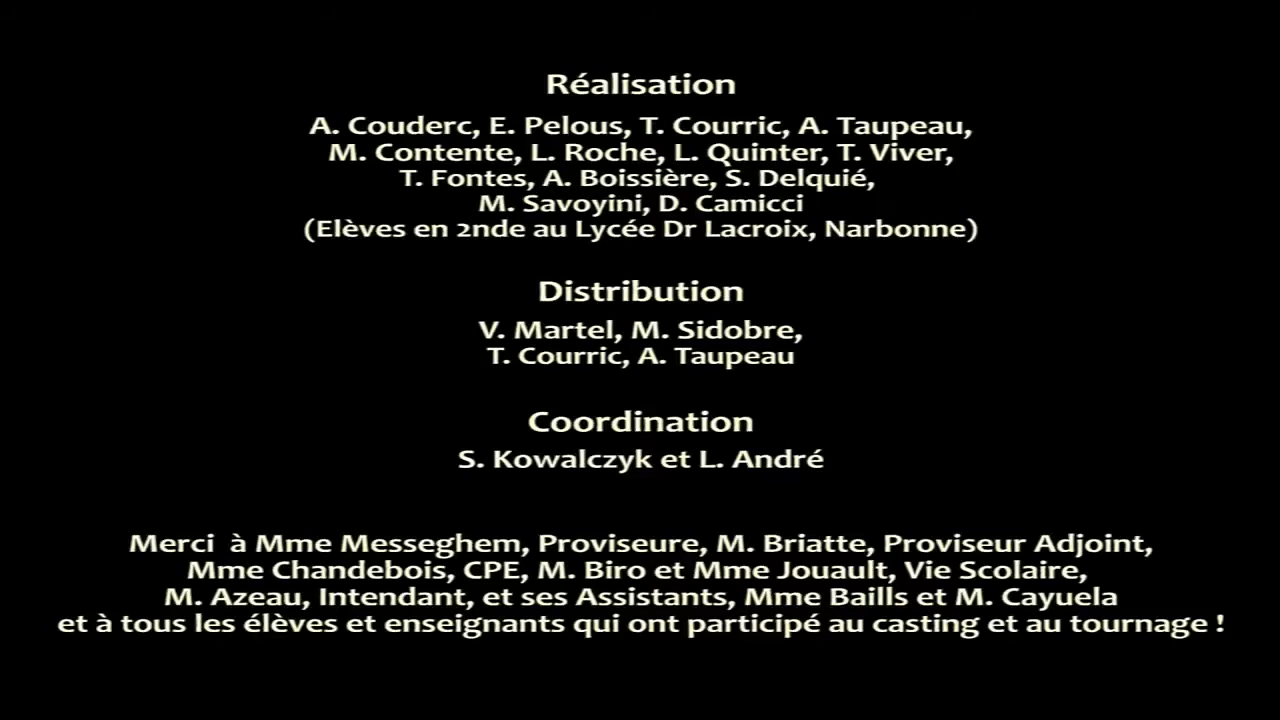 Réalisation
A. Couderc, E. Pelous, T. Courric, A. Taupeau,
M. Contente, L. Roche, L. Quinter, T. Viver,
T. Fontes, A. Boissière, S. Delquié,
M. Savoyini, D. Camicci
(Elèves en 2nde au Lycée Dr Lacroix, Narbonne)
Distribution
V. Martel, M. Sidobre,
T. Courric, A. Taupeau
Coordination
S. Kowalczyk et L. André
Merci à Mme Messeghem, Proviseure, M. Briatte, Proviseur Adjoint,
Mme Chandebois, CPE, M. Biro et Mme Jouault, Vie Scolaire,
M. Azeau, Intendant, et ses Assistants, Mme Baills et M. Cayuela
et à tous les élèves et enseignants qui ont participé au casting et au tournage !